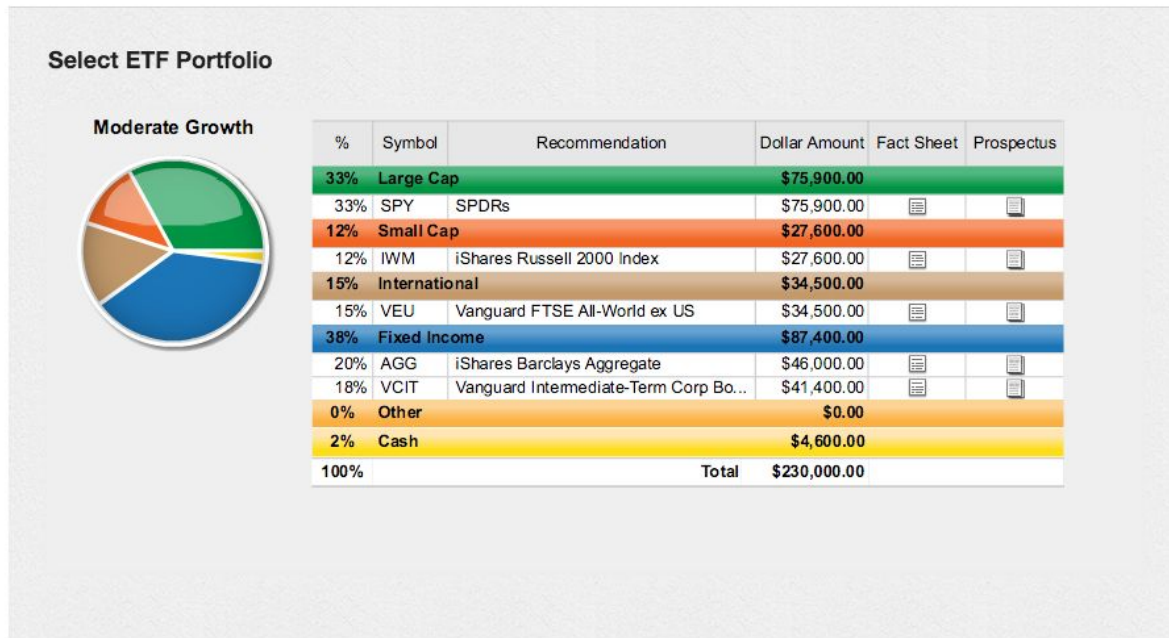 Select ETF Portfolio
Moderate Growth
% Symbol Recommendation Dollar Amount Fact Sheet Prospectus
33% Large Cap $75,900.00
33% SPY SPDRs $75,900.00
12% Small Cap $27,600.00
12% IWM iShares Russell 2000 Index $27,600.00
15% International $34,500.00
15% VEU Vanguard FTSE All-World ex US $34,500.00
38% Fixed Income $87,400.00
20% AGG iShares Barclays Aggregate $46,000.00
18% VCIT Vanguard Intermediate-Term Corp Bo... $41,400.00
0% Other $0.00
2% Cash $4,600.00
100% Total $230,000.00